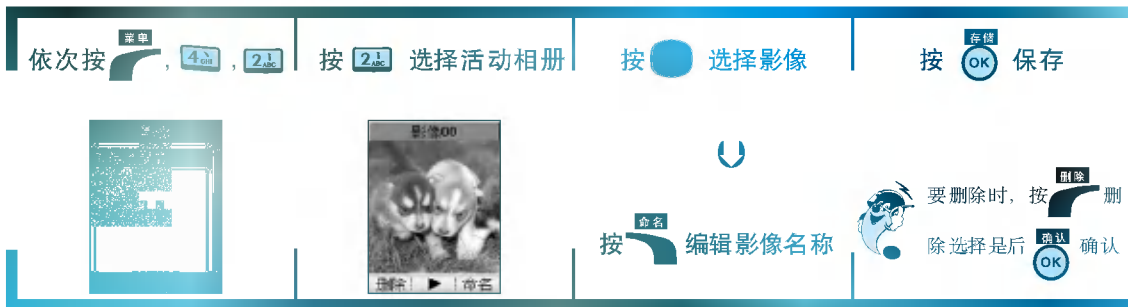 菜单
依次按 , 4 GHI , 2 ABC
按 2 ABC 选择活动相册
影像00
删除 ▶ 命名
按 选择影像
命名
按 编辑影像名称
存储
按 OK 保存
删除
要删除时，按 删
确认
除选择是后 OK 确认